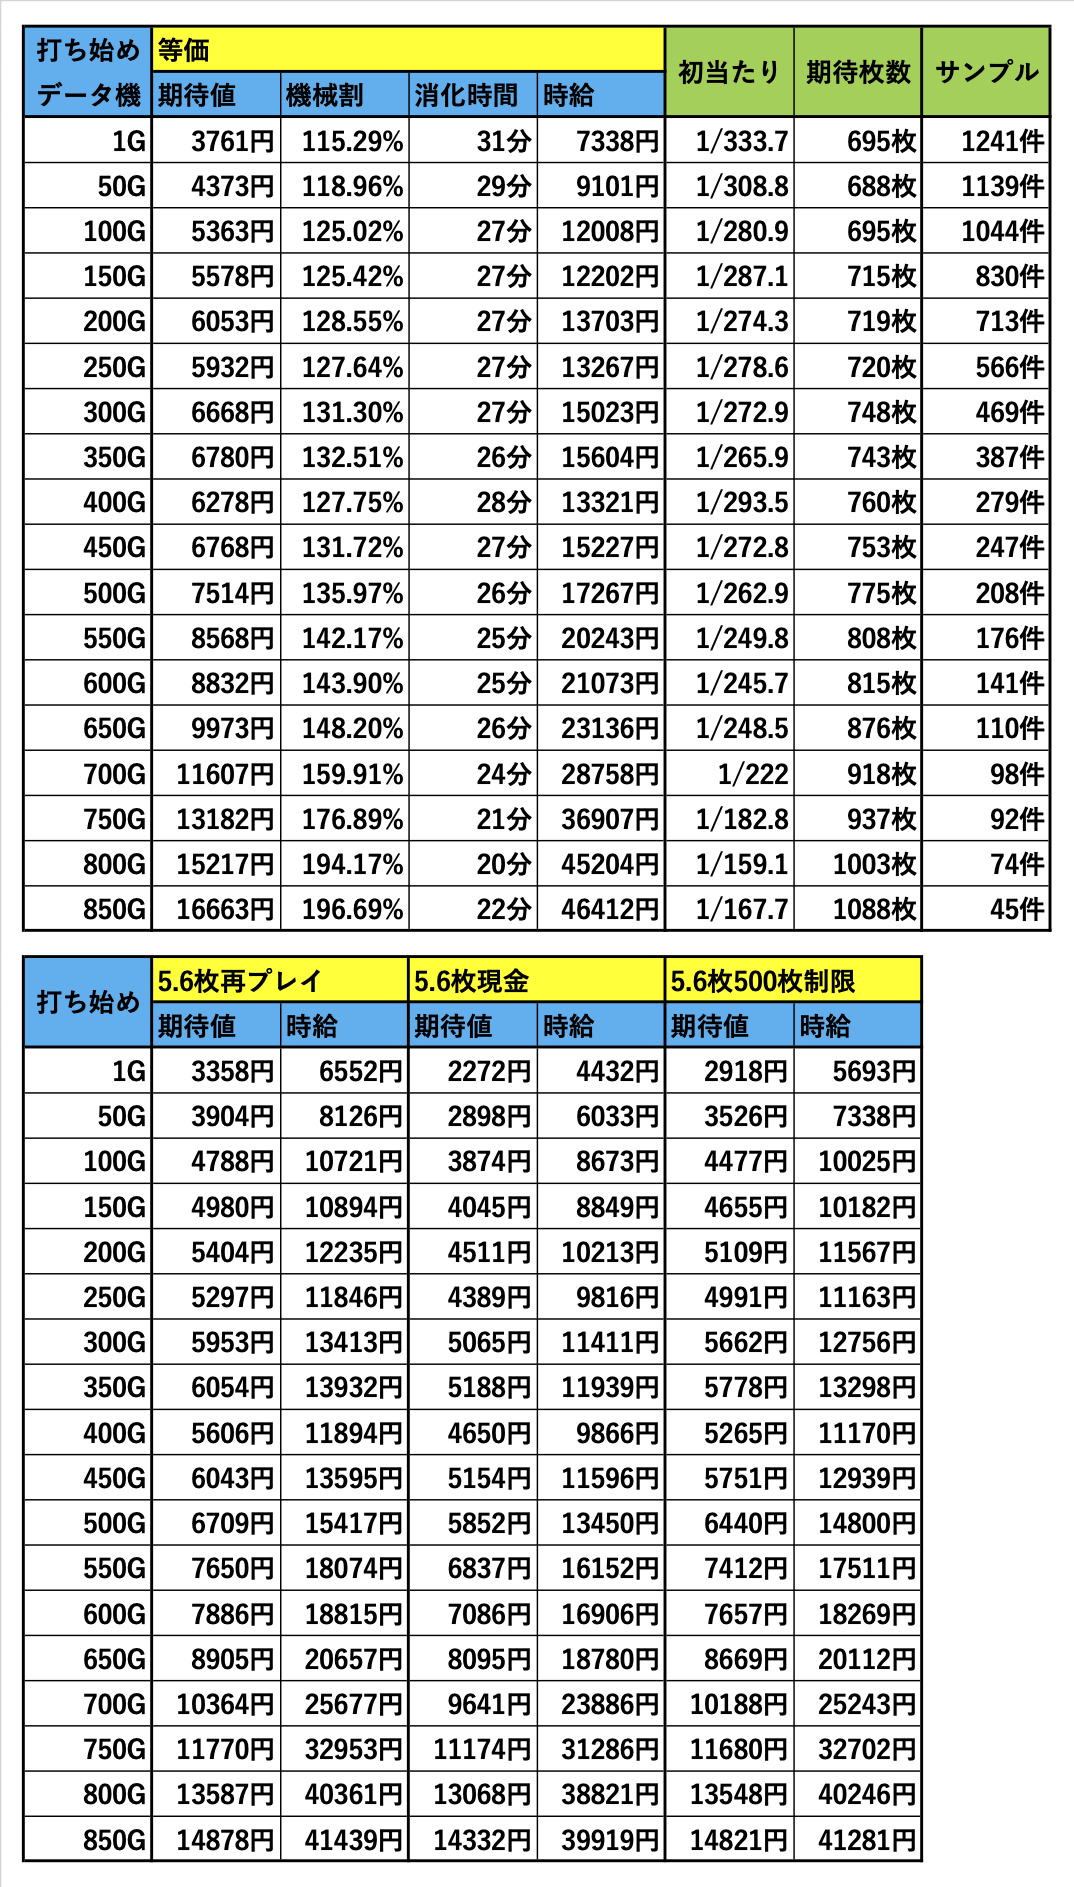 打ち始め 等価 初当たり 期待枚数 サンプル
データ機 期待値 機械割 消化時間 時給
1G 3761円 115.29% 31分 7338円 1/333.7 695枚 1241件
50G 4373円 118.96% 29分 9101円 1/308.8 688枚 1139件
100G 5363円 125.02% 27分 12008円 1/280.9 695枚 1044件
150G 5578円 125.42% 27分 12202円 1/287.1 715枚 830件
200G 6053円 128.55% 27分 13703円 1/274.3 719枚 713件
250G 5932円 127.64% 27分 13267円 1/278.6 720枚 566件
300G 6668円 131.30% 27分 15023円 1/272.9 748枚 469件
350G 6780円 132.51% 26分 15604円 1/265.9 743枚 387件
400G 6278円 127.75% 28分 13321円 1/293.5 760枚 279件
450G 6768円 131.72% 27分 15227円 1/272.8 753枚 247件
500G 7514円 135.97% 26分 17267円 1/262.9 775枚 208件
550G 8568円 142.17% 25分 20243円 1/249.8 808枚 176件
600G 8832円 143.90% 25分 21073円 1/245.7 815枚 141件
650G 9973円 148.20% 26分 23136円 1/248.5 876枚 110件
700G 11607円 159.91% 24分 28758円 1/222 918枚 98件
750G 13182円 176.89% 21分 36907円 1/182.8 937枚 92件
800G 15217円 194.17% 20分 45204円 1/159.1 1003枚 74件
850G 16663円 196.69% 22分 46412円 1/167.7 1088枚 45件
打ち始め 5.6枚再プレイ 5.6枚現金 5.6枚500枚制限
期待値 時給 期待値 時給 期待値 時給
1G 3358円 6552円 2272円 4432円 2918円 5693円
50G 3904円 8126円 2898円 6033円 3526円 7338円
100G 4788円 10721円 3874円 8673円 4477円 10025円
150G 4980円 10894円 4045円 8849円 4655円 10182円
200G 5404円 12235円 4511円 10213円 5109円 11567円
250G 5297円 11846円 4389円 9816円 4991円 11163円
300G 5953円 13413円 5065円 11411円 5662円 12756円
350G 6054円 13932円 5188円 11939円 5778円 13298円
400G 5606円 11894円 4650円 9866円 5265円 11170円
450G 6043円 13595円 5154円 11596円 5751円 12939円
500G 6709円 15417円 5852円 13450円 6440円 14800円
550G 7650円 18074円 6837円 16152円 7412円 17511円
600G 7886円 18815円 7086円 16906円 7657円 18269円
650G 8905円 20657円 8095円 18780円 8669円 20112円
700G 10364円 25677円 9641円 23886円 10188円 25243円
750G 11770円 32953円 11174円 31286円 11680円 32702円
800G 13587円 40361円 13068円 38821円 13548円 40246円
850G 14878円 41439円 14332円 39919円 14821円 41281円